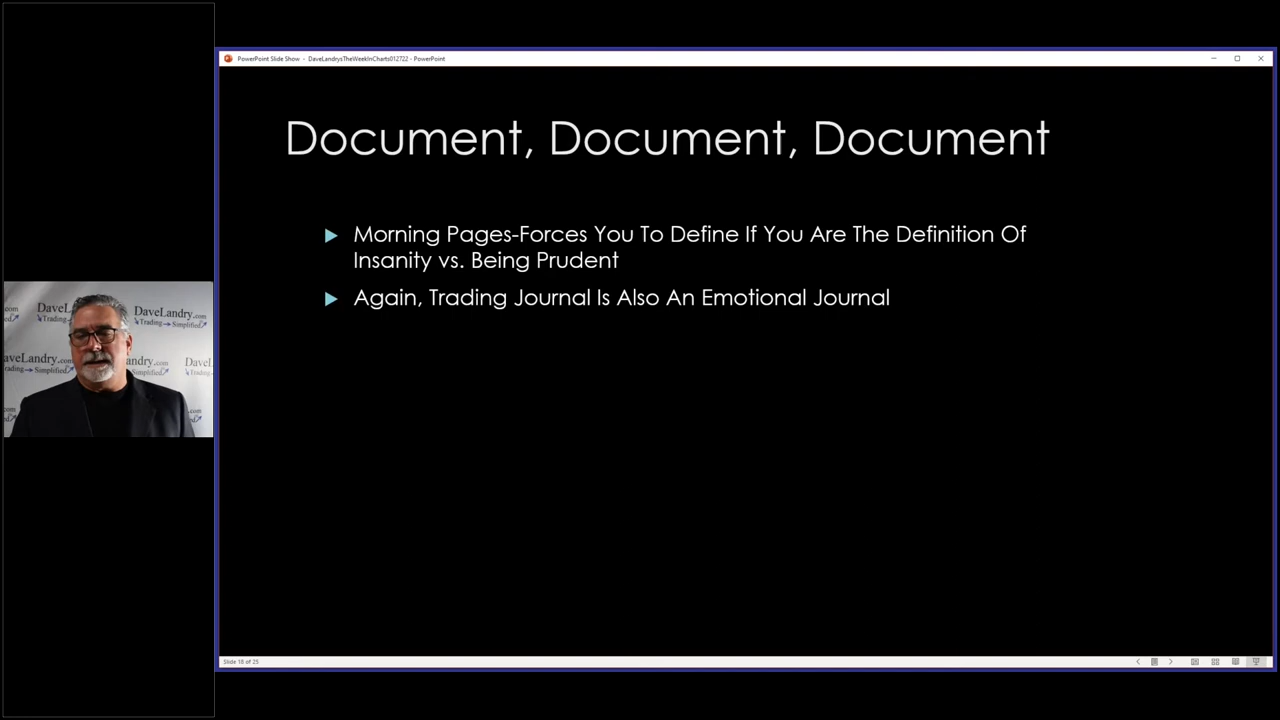 PowerPoint Slide Show - DaveLandrysTheWeekInCharts012722 - PowerPoint
Document, Document, Document
Morning Pages-Forces You To Define If You Are The Definition Of
Insanity vs. Being Prudent
Again, Trading Journal Is Also An Emotional Journal
DaveLandry.com
Trading Simplified
Slide 18 of 25